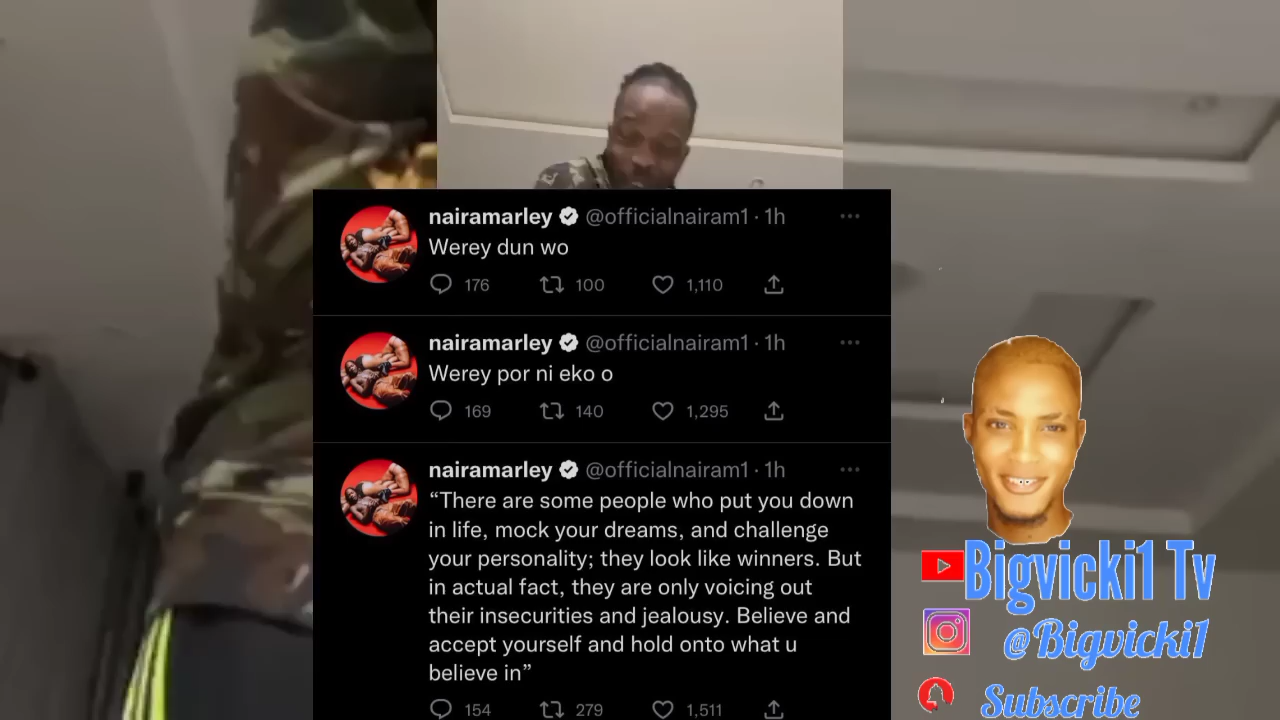 nairamarley @officialnairam1 · 1h
Werey dun wo
176 100 1,110
nairamarley @officialnairam1 · 1h
Werey por ni eko o
169 140 1,295
nairamarley @officialnairam1 · 1h
“There are some people who put you down
in life, mock your dreams, and challenge
your personality; they look like winners. But
in actual fact, they are only voicing out
their insecurities and jealousy. Believe and
accept yourself and hold onto what u
believe in”
154 279 1,511
Bigvicki1 Tv
@Bigvicki1
Subscribe